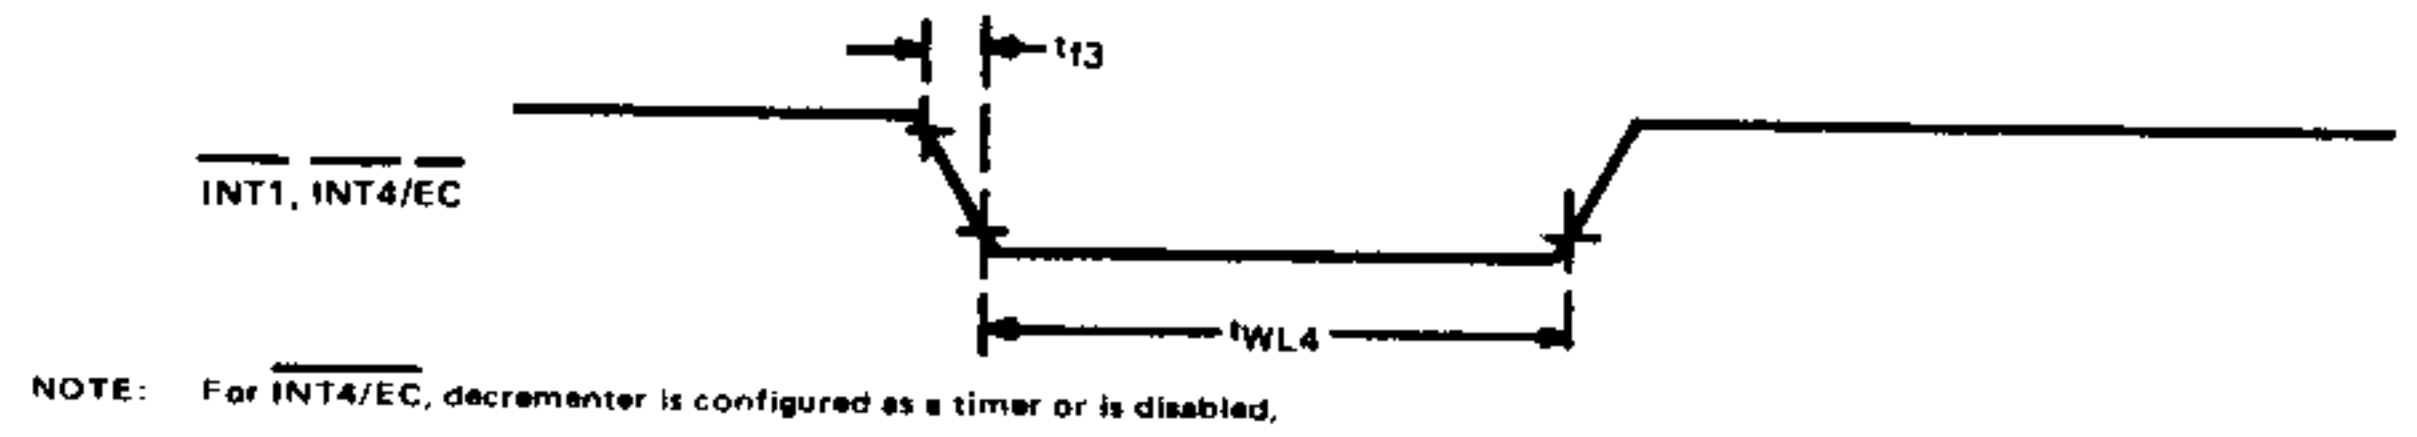 tf3
INT1, INT4/EC
tWL4
NOTE: For INT4/EC, decrementer is configured as a timer or is disabled,